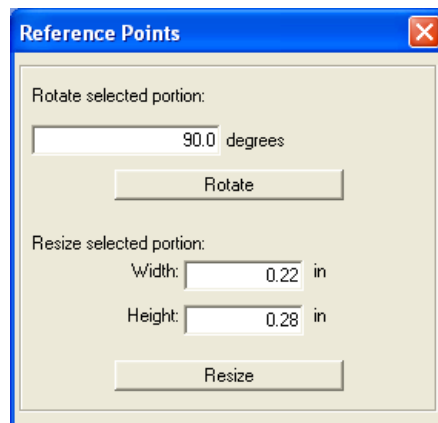 Reference Points
Rotate selected portion:
90.0 degrees
Rotate
Resize selected portion:
Width: 0.22 in
Height: 0.28 in
Resize